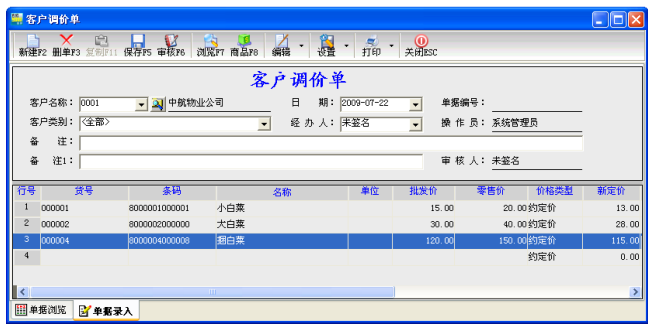 客户调价单
新建F2 删单F3 复制F11 保存F5 审核F6 浏览F7 商品F8 编辑 设置 打印 关闭ESC
客户调价单
客户名称: 0001 中航物业公司 日 期: 2009-07-22 单据编号:
客户类别: <全部> 经 办 人: 未签名 操 作 员: 系统管理员
备 注:
备 注1: 审 核 人: 未签名
行号 货号 条码 名称 单位 批发价 零售价 价格类型 新定价
1 000001 8000001000001 小白菜 15.00 20.00 约定价 13.00
2 000002 8000002000000 大白菜 30.00 40.00 约定价 28.00
3 000004 8000004000008 捆白菜 120.00 150.00 约定价 115.00
4 约定价 0.00
单据浏览 单据录入